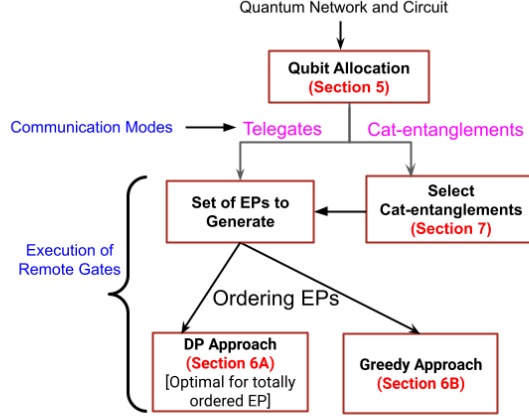 Quantum Network and Circuit
Qubit Allocation
(Section 5)
Communication Modes
Telegates
Cat-entanglements
Set of EPs to
Generate
Select
Cat-entanglements
(Section 7)
Execution of
Remote Gates
Ordering EPs
DP Approach
(Section 6A)
[Optimal for totally
ordered EP]
Greedy Approach
(Section 6B)